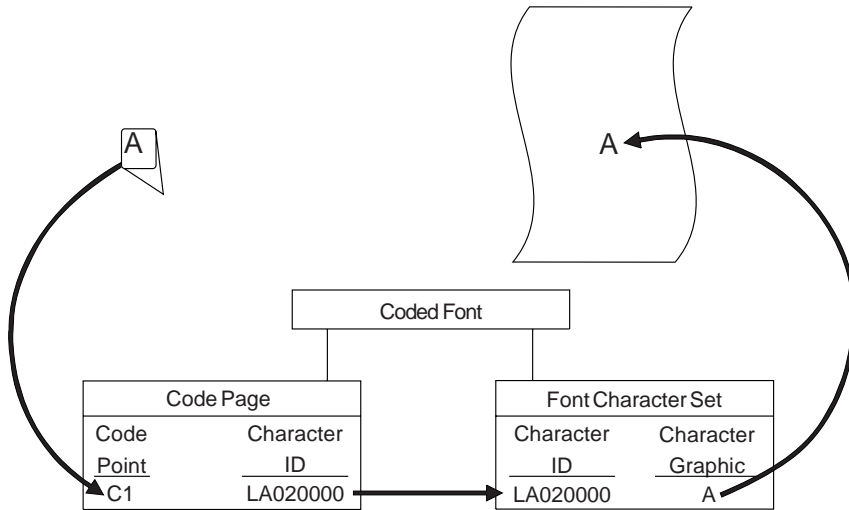 A
A
Coded Font
Code Page
Font Character Set
Code Character
Point ID
C1 LA020000
Character Character
ID Graphic
LA020000 A